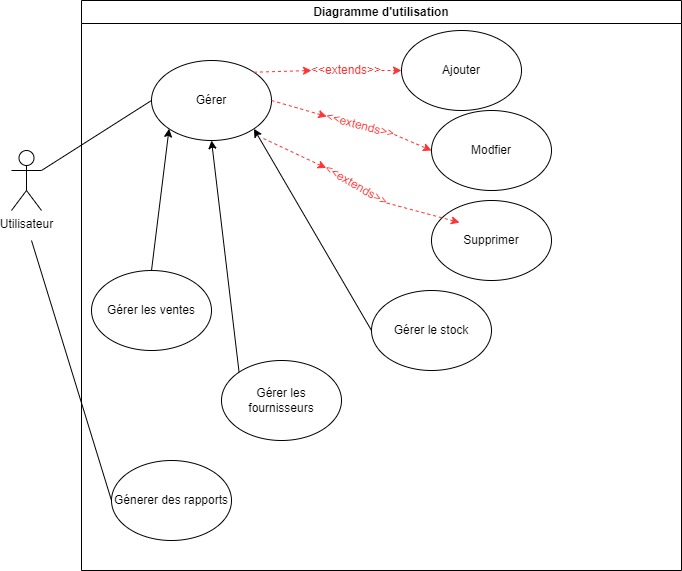 Diagramme d'utilisation
Gérer
<<extends>>
Ajouter
<<extends>>
Modfier
<<extends>>
Supprimer
Utilisateur
Gérer les ventes
Gérer le stock
Gérer les
fournisseurs
Génerer des rapports